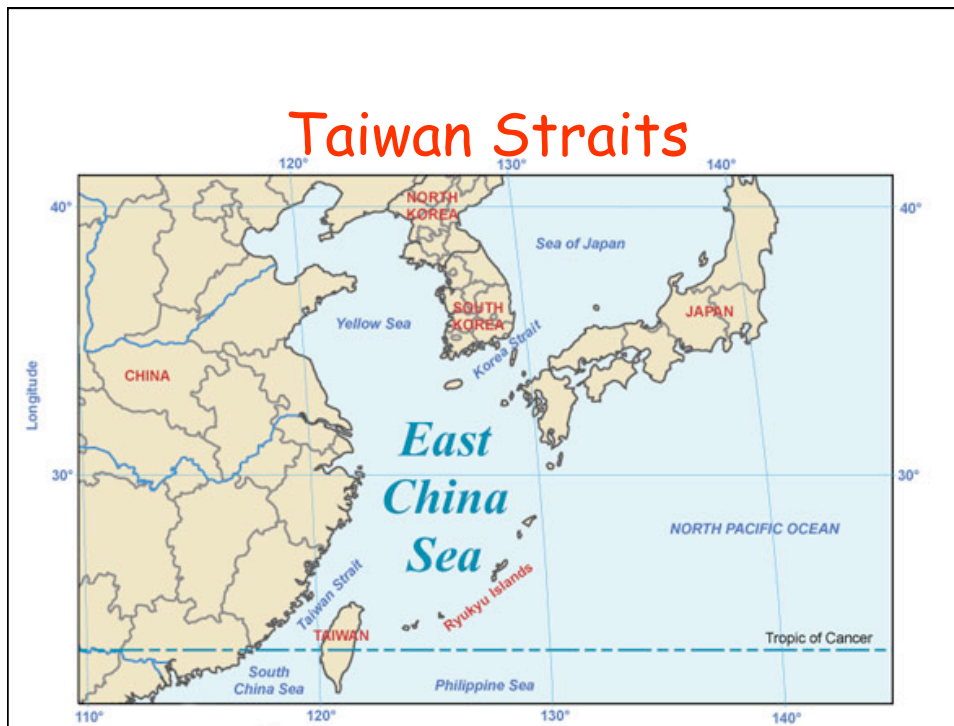 Taiwan Straits
120°
130°
140°
40°
NORTH
KOREA
40°
Sea of Japan
SOUTH
KOREA
JAPAN
Yellow Sea
Korea Strait
CHINA
Longitude
East
China
Sea
30°
30°
NORTH PACIFIC OCEAN
Taiwan Strait
Ryukyu Islands
TAIWAN
Tropic of Cancer
South
China Sea
Philippine Sea
110°
120°
130°
140°